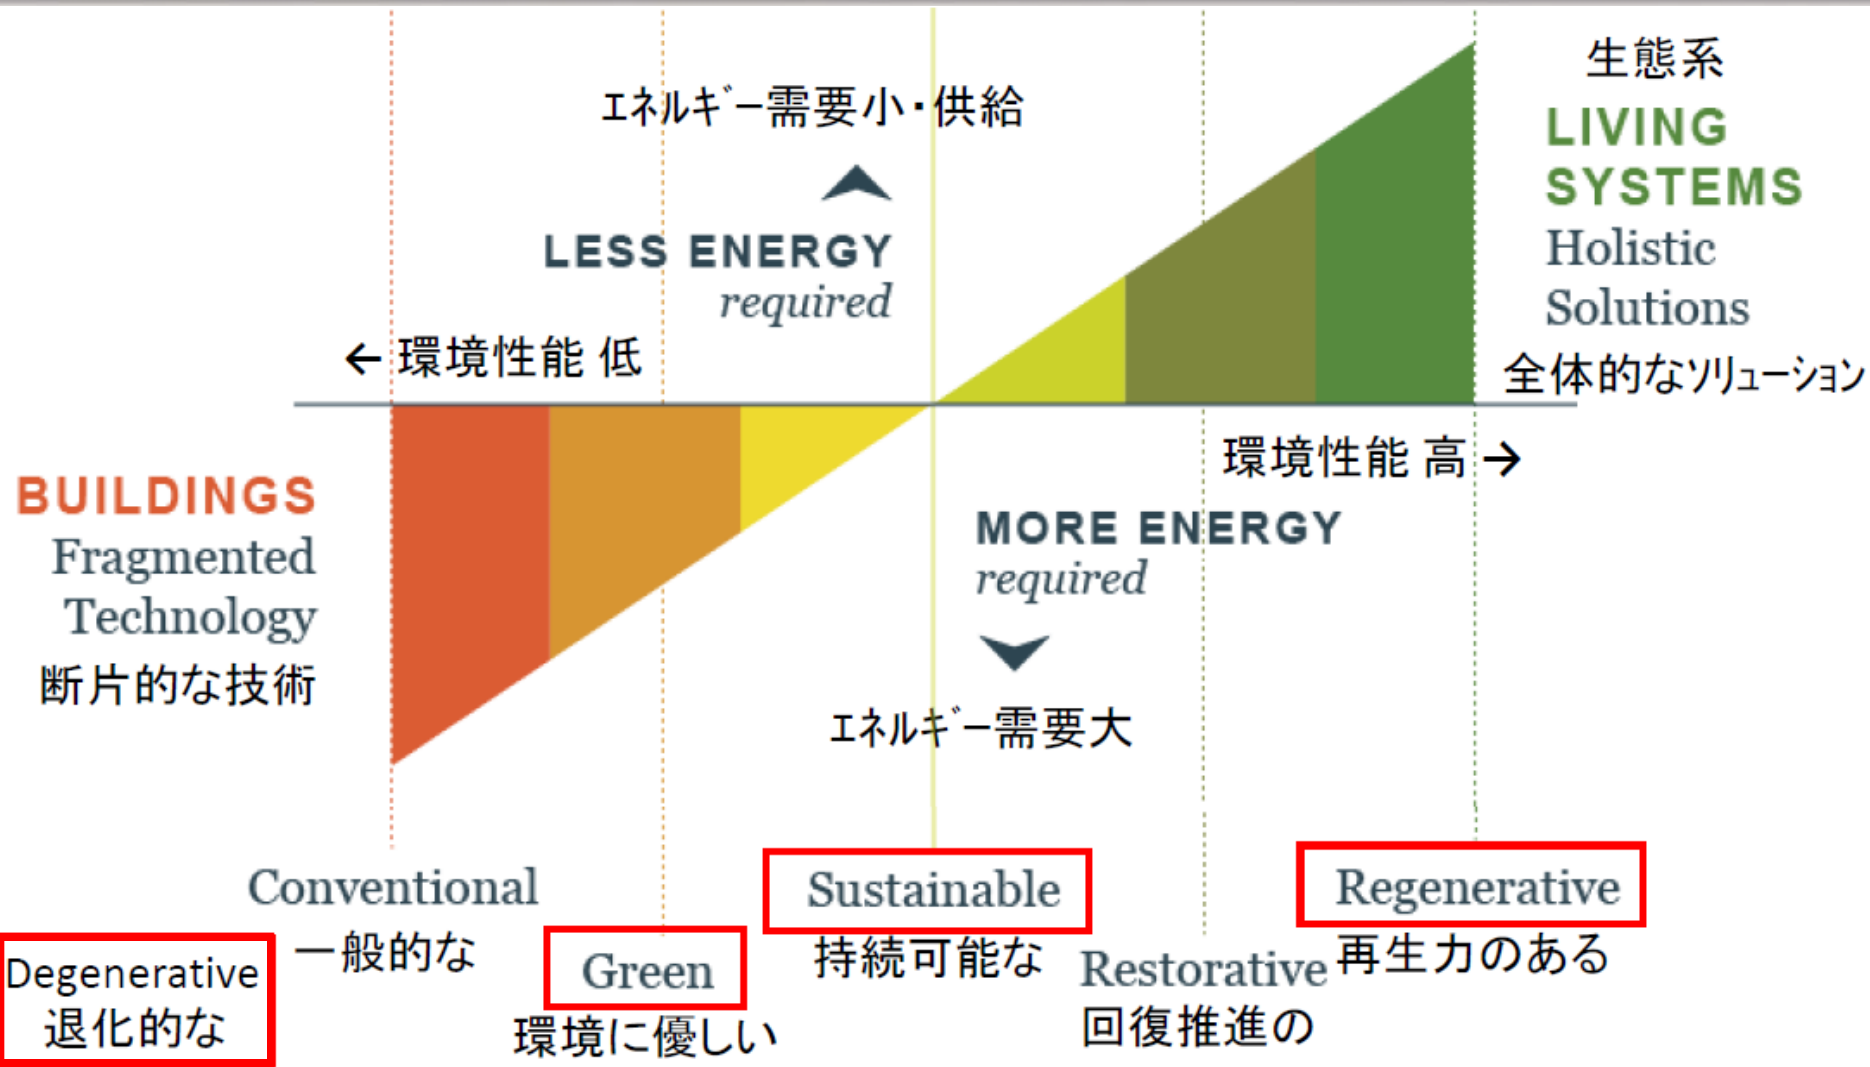 生態系
エネルギー需要小・供給
LIVING
SYSTEMS
Holistic
Solutions
全体的なソリューション
LESS ENERGY
required
← 環境性能 低
環境性能 高 →
BUILDINGS
Fragmented
Technology
断片的な技術
MORE ENERGY
required
エネルギー需要大
Conventional
一般的な
Sustainable
持続可能な
Regenerative
再生力のある
Degenerative
退化的な
Green
環境に優しい
Restorative
回復推進の